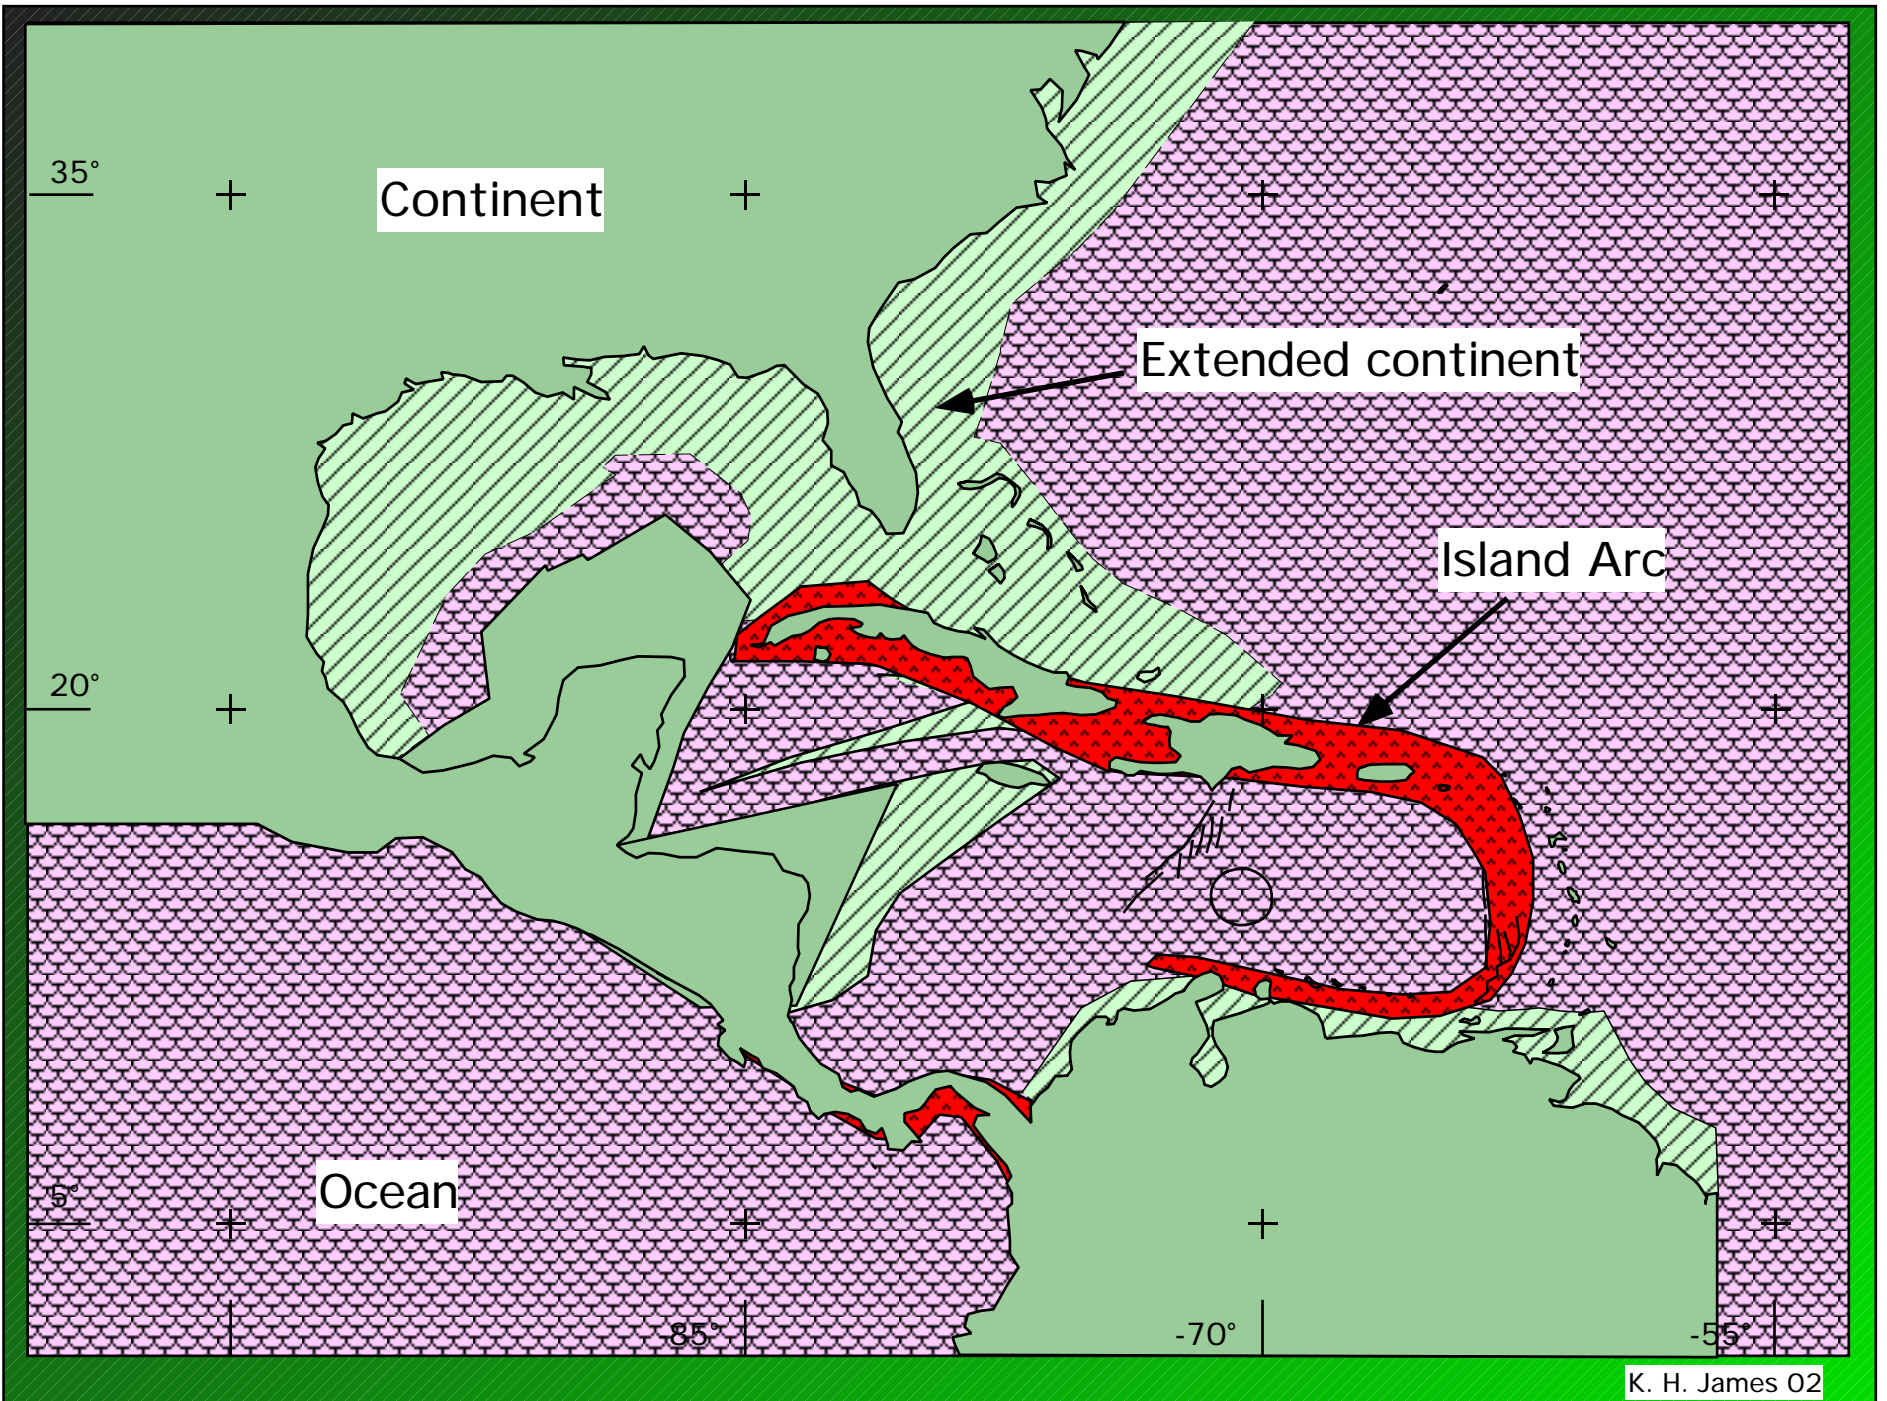 35°
Continent
Extended continent
Island Arc
20°
Ocean
5°
85°
-70°
-55°
K. H. James 02